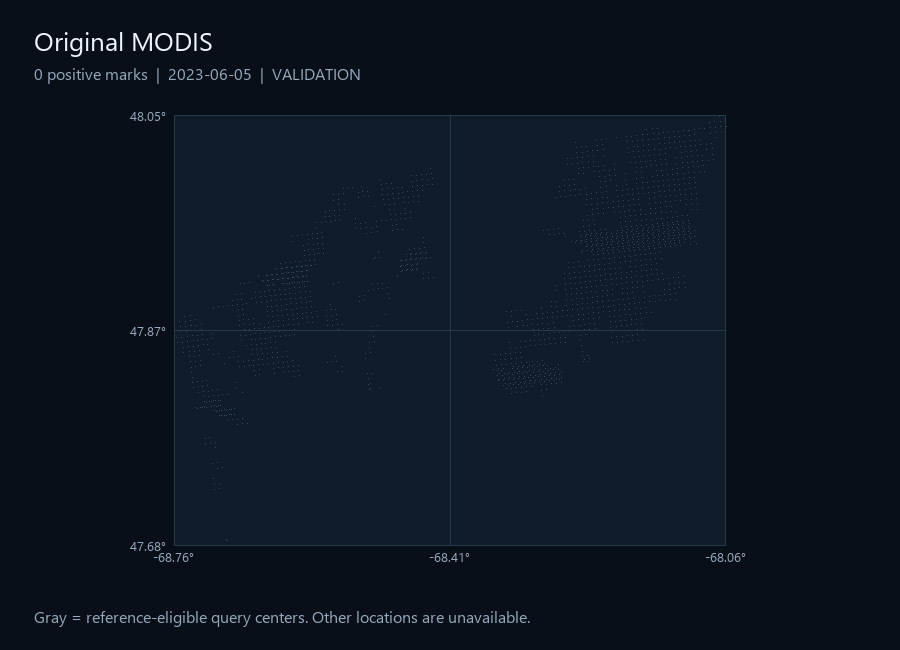 Original MODIS
0 positive marks | 2023-06-05 | VALIDATION
48.05°
47.87°
47.68°
-68.76°
-68.41°
-68.06°
Gray = reference-eligible query centers. Other locations are unavailable.